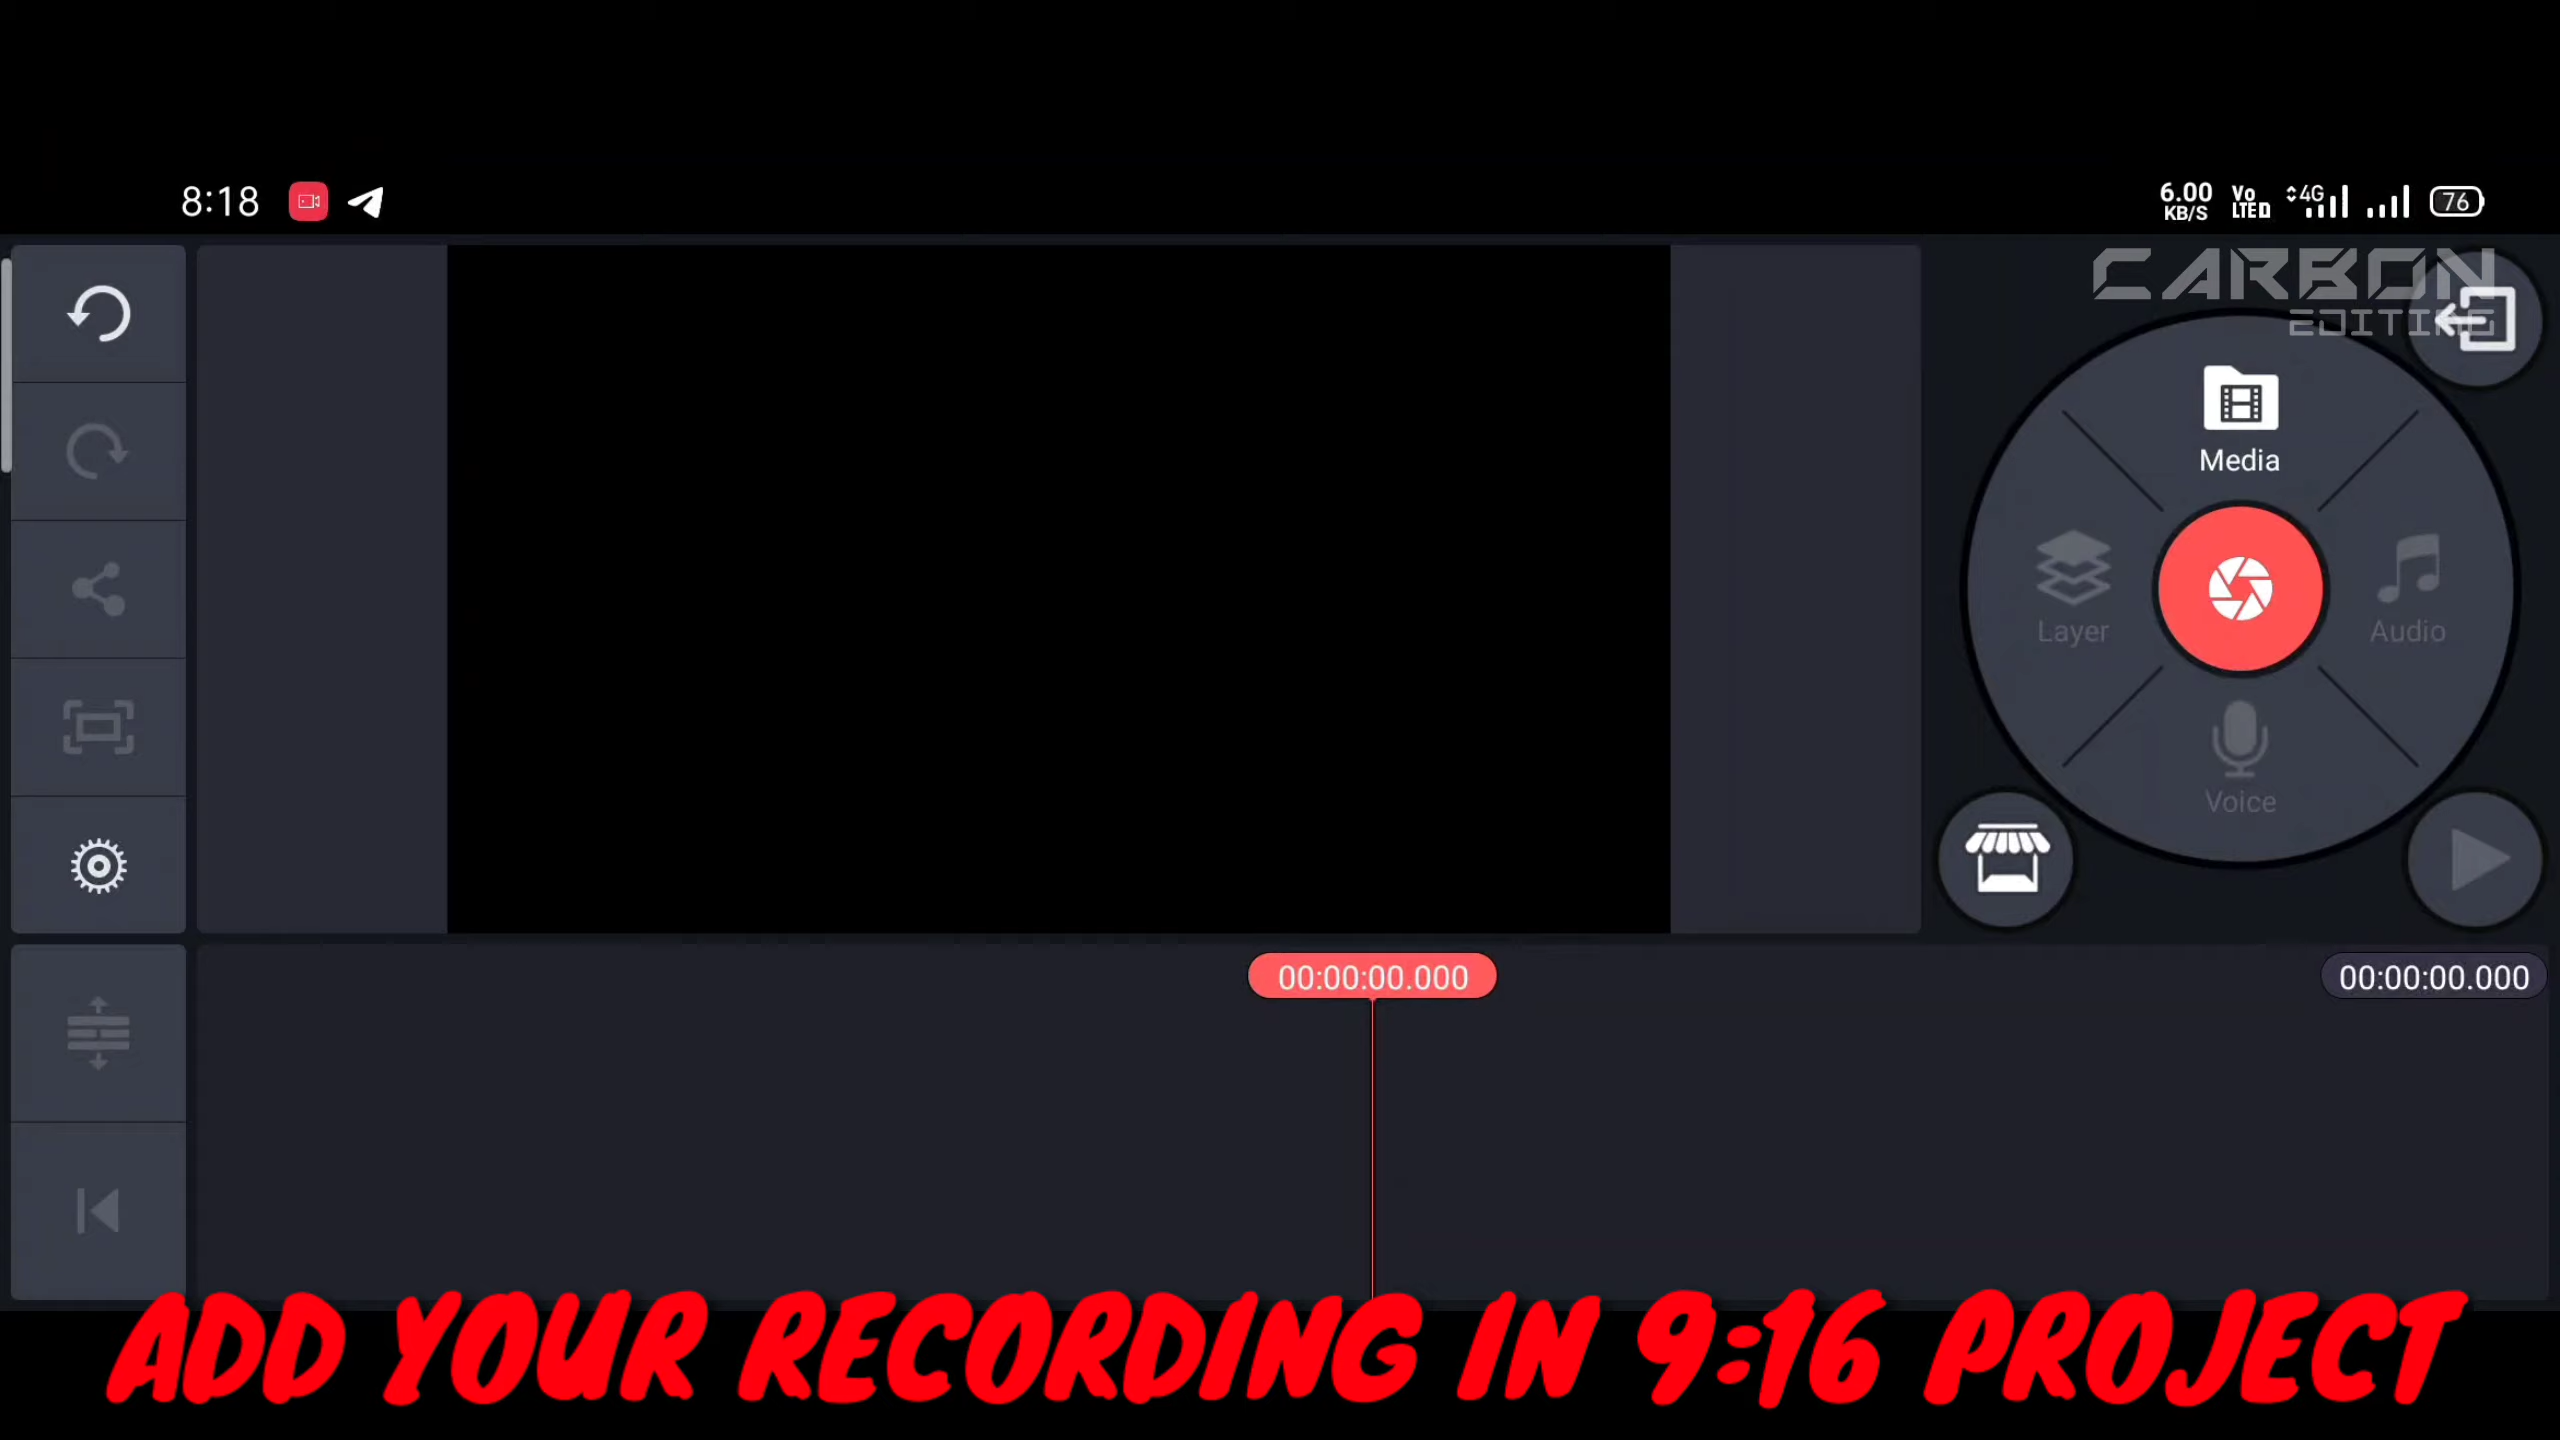 8:18
6.00 KB/S Vo LTED 4G 76
CARBON
EDITING
Media
Layer
Audio
Voice
00:00:00.000
00:00:00.000
ADD YOUR RECORDING IN 9:16 PROJECT